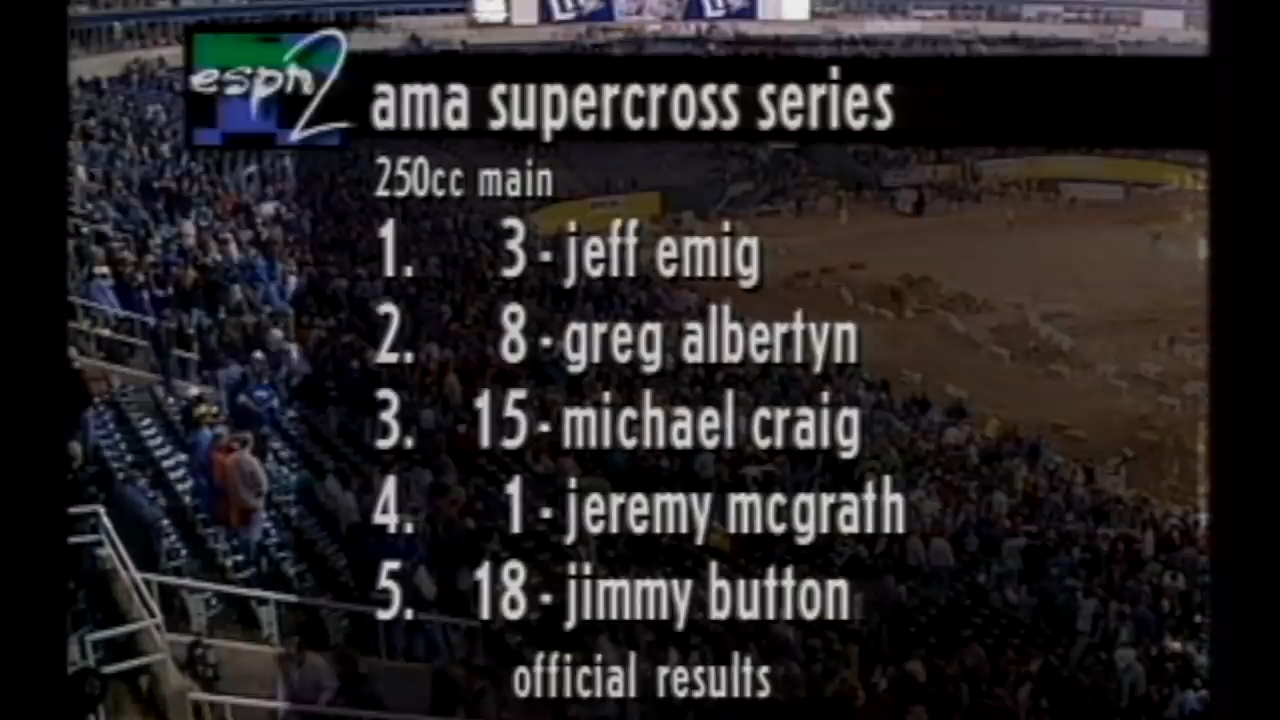 espn2
ama supercross series
250cc main
1. 3 - jeff emig
2. 8 - greg albertyn
3. 15 - michael craig
4. 1 - jeremy mcgrath
5. 18 - jimmy button
official results